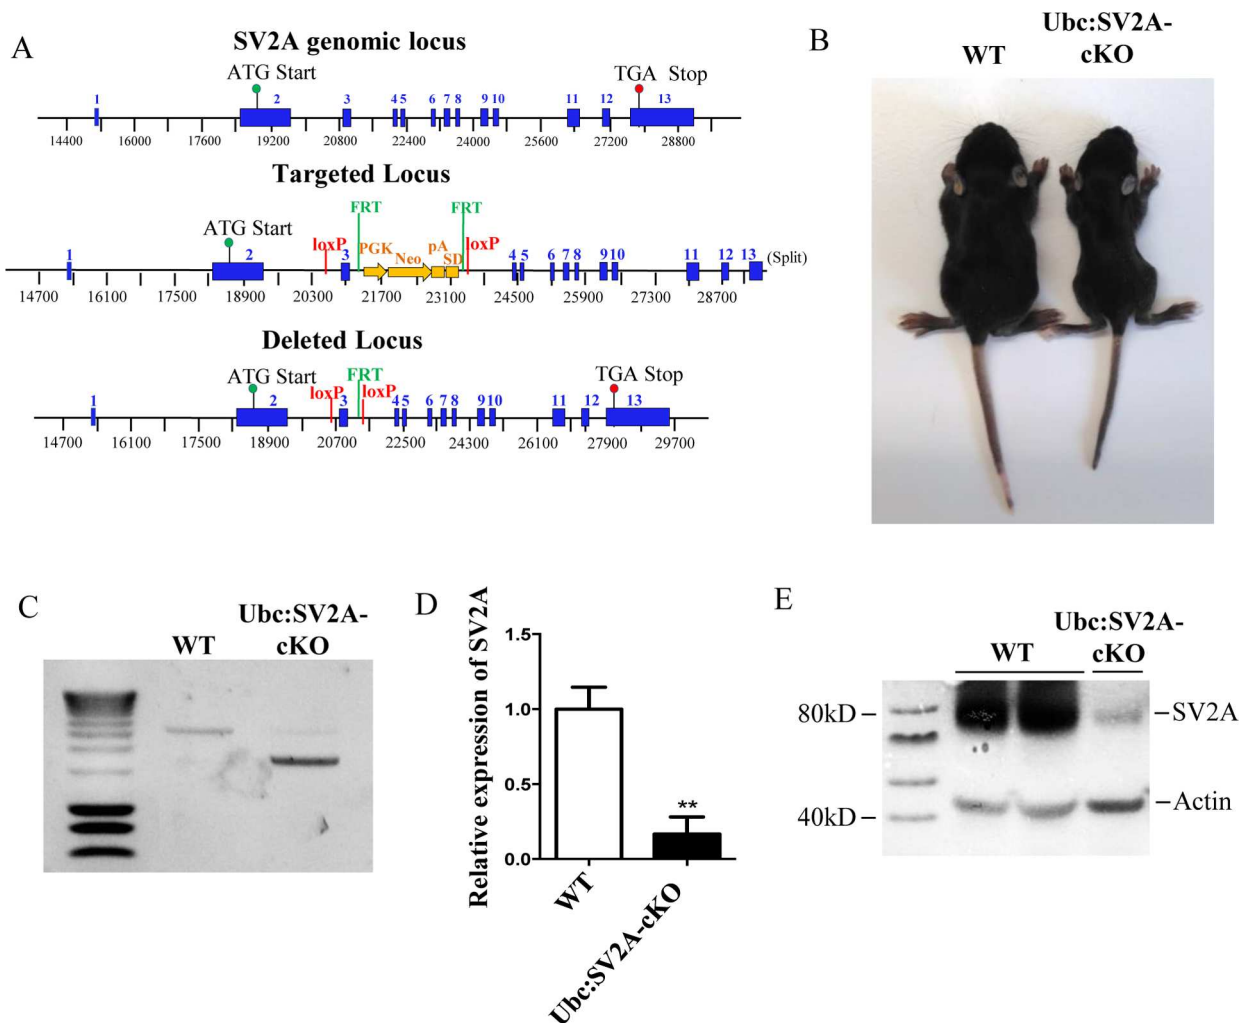 A
SV2A genomic locus
ATG Start
TGA Stop
1 2 3 4 5 6 7 8 9 10 11 12 13
14400 16000 17600 19200 20800 22400 24000 25600 27200 28800
Targeted Locus
FRT FRT
ATG Start
loxP PGK Neo pA SD loxP
1 2 3 4 5 6 7 8 9 10 11 12 13 (Split)
14700 16100 17500 18900 20300 21700 23100 24500 25900 27300 28700
Deleted Locus
ATG Start
FRT
TGA Stop
loxP loxP
1 2 3 4 5 6 7 8 9 10 11 12 13
14700 16100 17500 18900 20700 22500 24300 26100 27900 29700
B
WT
Ubc:SV2A-
cKO
C
WT
Ubc:SV2A-
cKO
D
Relative expression of SV2A
1.5
1.0
0.5
0.0
**
WT
Ubc:SV2A-cKO
E
WT
Ubc:SV2A-
cKO
80kD –
40kD –
–SV2A
–Actin